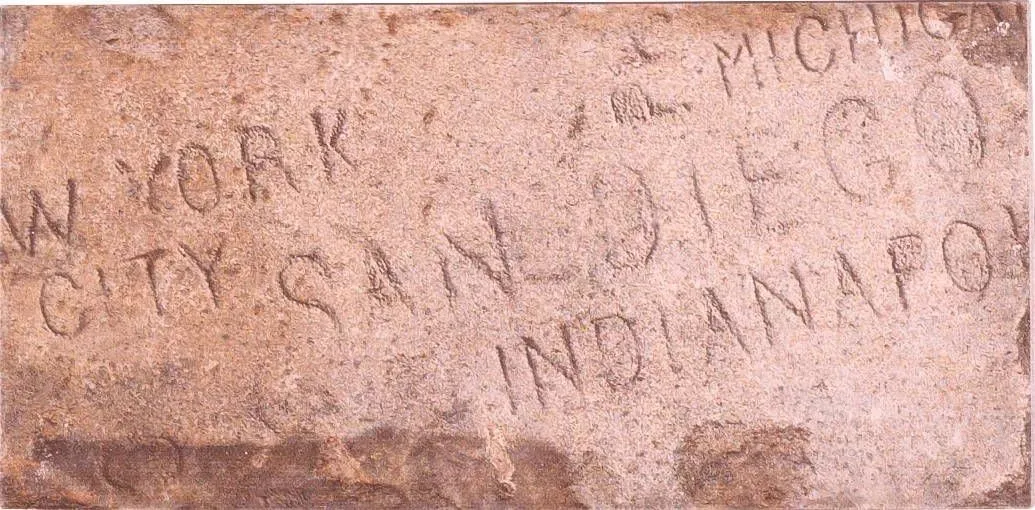 MICHIGA
W YORK
CITY SAN DIEGO
INDIANAPO